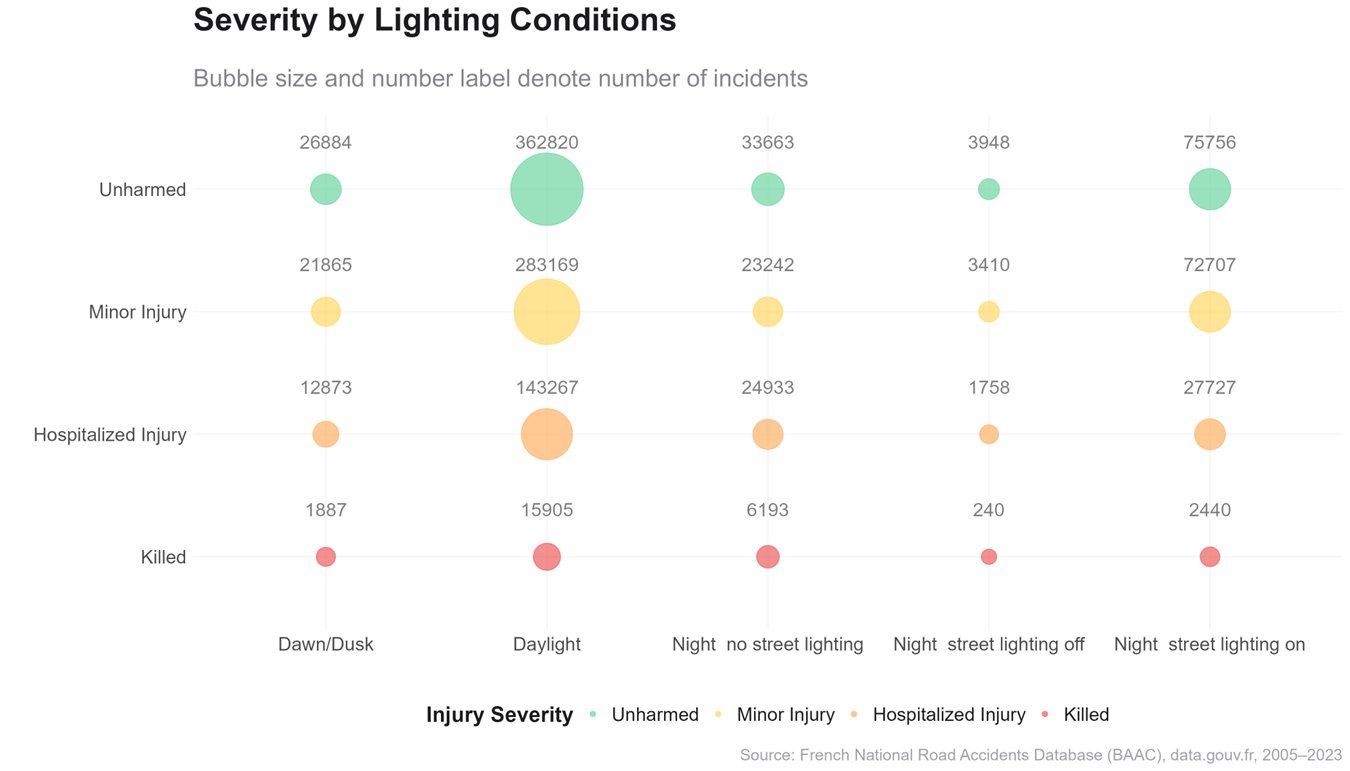 Severity by Lighting Conditions
Bubble size and number label denote number of incidents
26884 362820 33663 3948 75756
Unharmed
21865 283169 23242 3410 72707
Minor Injury
12873 143267 24933 1758 27727
Hospitalized Injury
1887 15905 6193 240 2440
Killed
Dawn/Dusk Daylight Night  no street lighting Night  street lighting off Night  street lighting on
Injury Severity Unharmed Minor Injury Hospitalized Injury Killed
Source: French National Road Accidents Database (BAAC), data.gouv.fr, 2005–2023